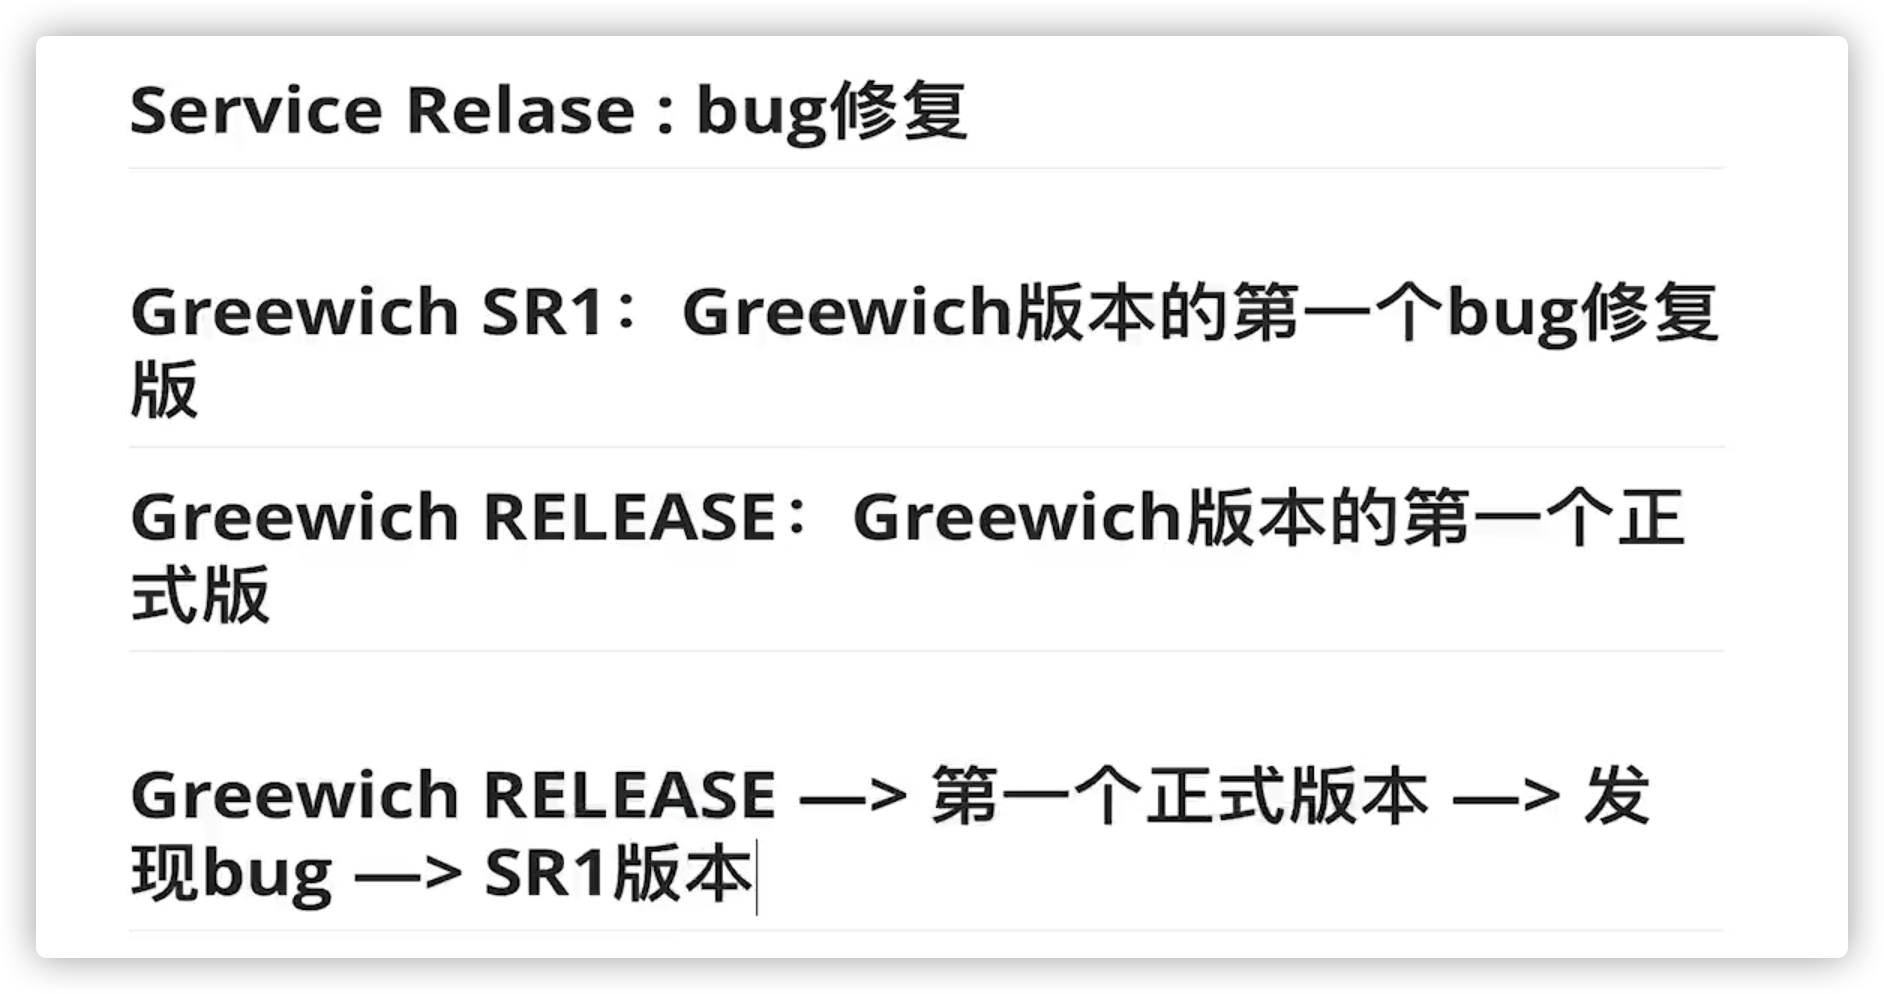 Service Relase : bug修复
Greewich SR1：Greewich版本的第一个bug修复
版
Greewich RELEASE：Greewich版本的第一个正
式版
Greewich RELEASE —> 第一个正式版本 —> 发
现bug —> SR1版本